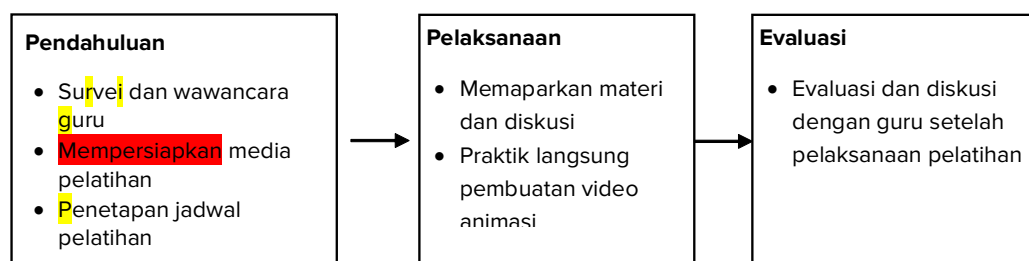 Pendahuluan
• Survei dan wawancara
guru
• Mempersiapkan media
pelatihan
• Penetapan jadwal
pelatihan
Pelaksanaan
• Memaparkan materi
dan diskusi
• Praktik langsung
pembuatan video
animasi
Evaluasi
• Evaluasi dan diskusi
dengan guru setelah
pelaksanaan pelatihan